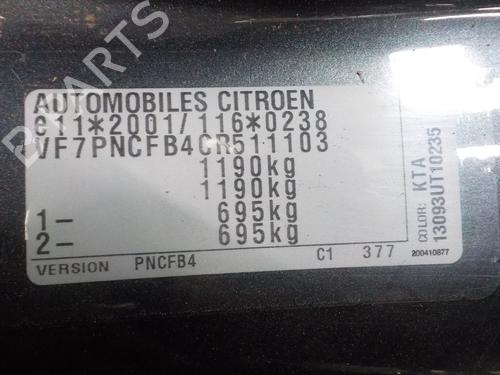 B PARTS
AUTOMOBILES CITROEN
e11*2001/116*0238
VF7PNCFB4CR511103
1190kg
1190kg
1- 695kg
2- 695kg
VERSION PNCFB4 C1 377
COLOR: KTA
13093UT10235
200410877